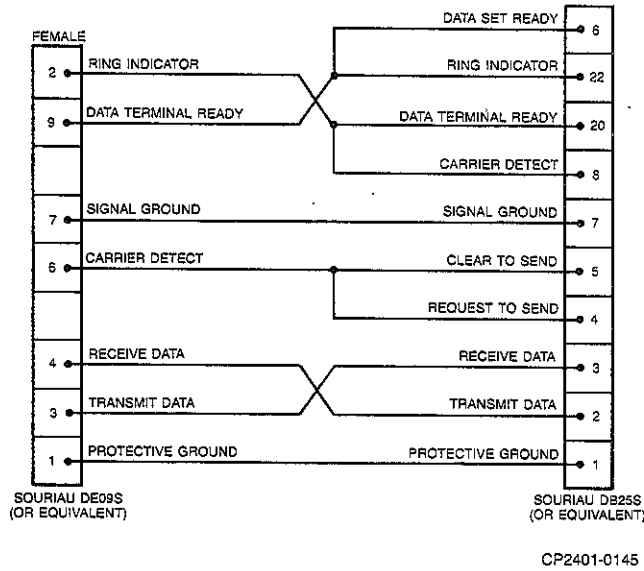 DATA SET READY 6
FEMALE
2 RING INDICATOR RING INDICATOR 22
9 DATA TERMINAL READY DATA TERMINAL READY 20
CARRIER DETECT 8
7 SIGNAL GROUND SIGNAL GROUND 7
6 CARRIER DETECT CLEAR TO SEND 5
REQUEST TO SEND 4
4 RECEIVE DATA RECEIVE DATA 3
3 TRANSMIT DATA TRANSMIT DATA 2
1 PROTECTIVE GROUND PROTECTIVE GROUND 1
SOURIAU DE09S SOURIAU DB25S
(OR EQUIVALENT) (OR EQUIVALENT)
CP2401-0145